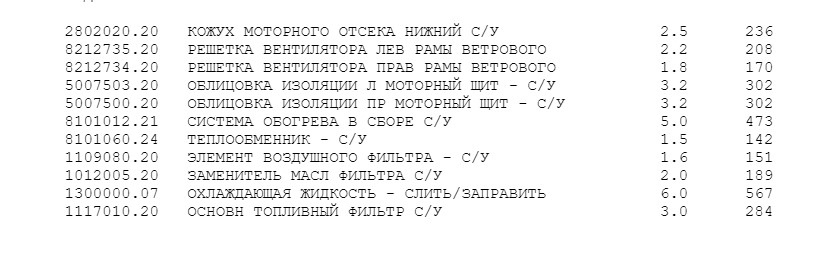 2802020.20 КОЖУХ МОТОРНОГО ОТСЕКА НИЖНИЙ С/У 2.5 236
8212735.20 РЕШЕТКА ВЕНТИЛЯТОРА ЛЕВ РАМЫ ВЕТРОВОГО 2.2 208
8212734.20 РЕШЕТКА ВЕНТИЛЯТОРА ПРАВ РАМЫ ВЕТРОВОГО 1.8 170
5007503.20 ОБЛИЦОВКА ИЗОЛЯЦИИ Л МОТОРНЫЙ ЩИТ - С/У 3.2 302
5007500.20 ОБЛИЦОВКА ИЗОЛЯЦИИ ПР МОТОРНЫЙ ЩИТ - С/У 3.2 302
8101012.21 СИСТЕМА ОБОГРЕВА В СБОРЕ С/У 5.0 473
8101060.24 ТЕПЛООБМЕННИК - С/У 1.5 142
1109080.20 ЭЛЕМЕНТ ВОЗДУШНОГО ФИЛЬТРА - С/У 1.6 151
1012005.20 ЗАМЕНИТЕЛЬ МАСЛ ФИЛЬТРА С/У 2.0 189
1300000.07 ОХЛАЖДАЮЩАЯ ЖИДКОСТЬ - СЛИТЬ/ЗАПРАВИТЬ 6.0 567
1117010.20 ОСНОВН ТОПЛИВНЫЙ ФИЛЬТР С/У 3.0 284